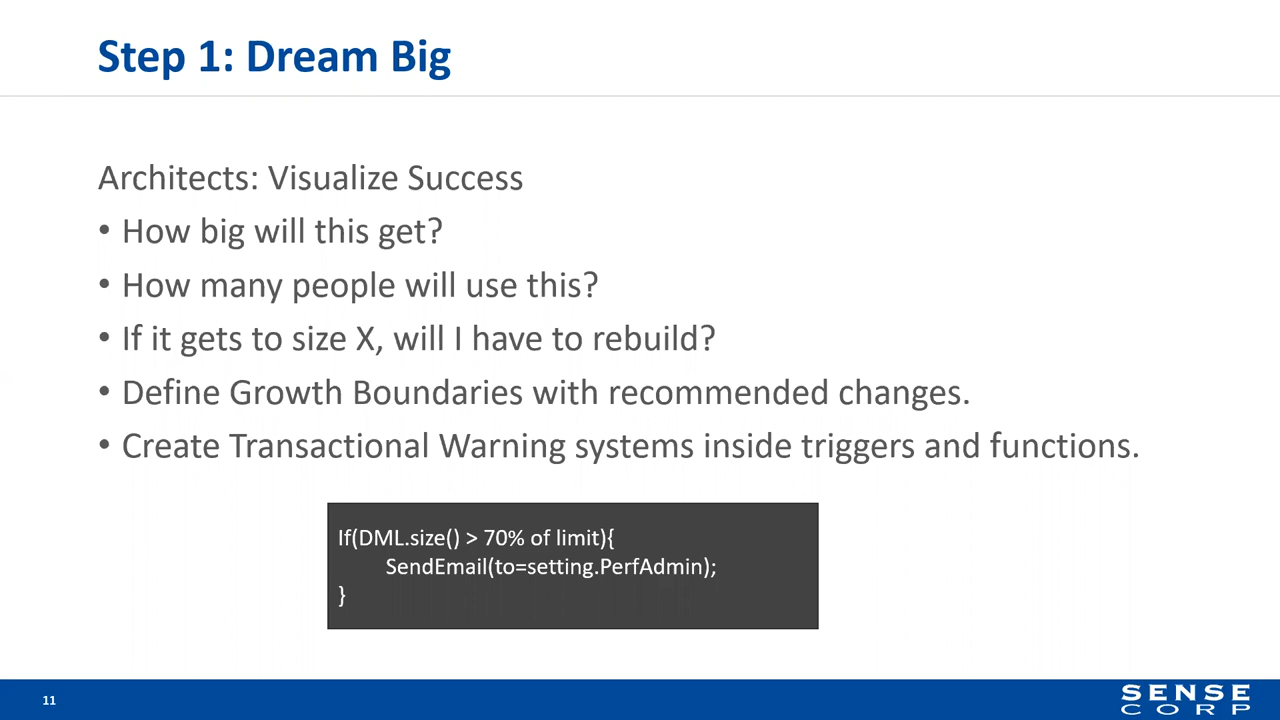 Step 1: Dream Big
Architects: Visualize Success
• How big will this get?
• How many people will use this?
• If it gets to size X, will I have to rebuild?
• Define Growth Boundaries with recommended changes.
• Create Transactional Warning systems inside triggers and functions.
If(DML.size() > 70% of limit){
SendEmail(to=setting.PerfAdmin);
}
11
SENSE
CORP